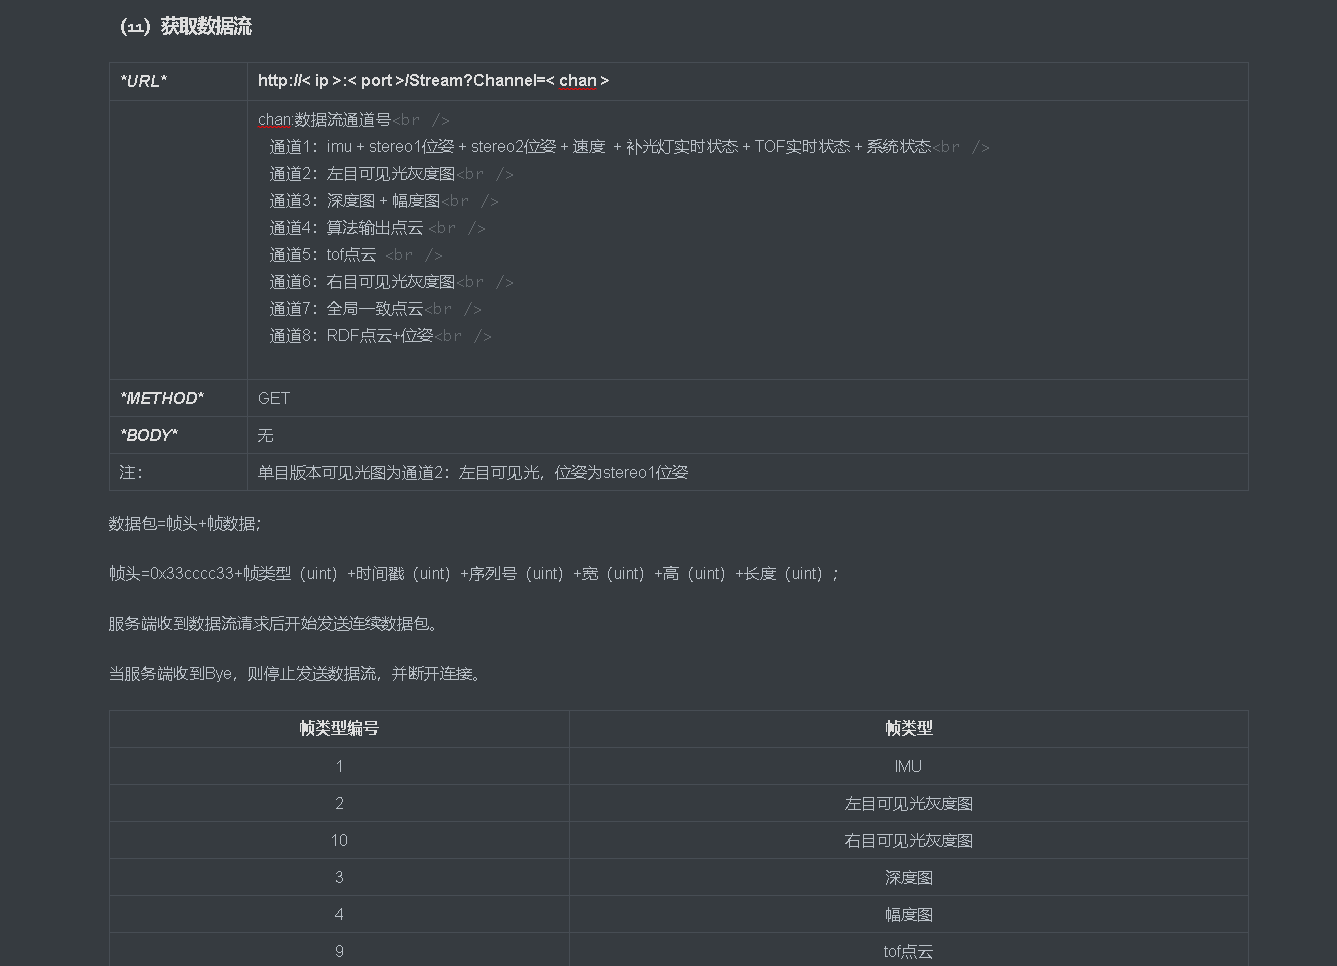 （11）获取数据流
*URL* http://< ip >:< port >/Stream?Channel=< chan >
chan:数据流通道号<br />
通道1：imu + stereo1位姿 + stereo2位姿 + 速度 + 补光灯实时状态 + TOF实时状态 + 系统状态<br />
通道2：左目可见光灰度图<br />
通道3：深度图 + 幅度图<br />
通道4：算法输出点云 <br />
通道5：tof点云 <br />
通道6：右目可见光灰度图<br />
通道7：全局一致点云<br />
通道8：RDF点云+位姿<br />
*METHOD* GET
*BODY* 无
注： 单目版本可见光图为通道2：左目可见光，位姿为stereo1位姿
数据包=帧头+帧数据；
帧头=0x33cccc33+帧类型（uint）+时间戳（uint）+序列号（uint）+宽（uint）+高（uint）+长度（uint）；
服务端收到数据流请求后开始发送连续数据包。
当服务端收到Bye，则停止发送数据流，并断开连接。
帧类型编号 帧类型
1 IMU
2 左目可见光灰度图
10 右目可见光灰度图
3 深度图
4 幅度图
9 tof点云